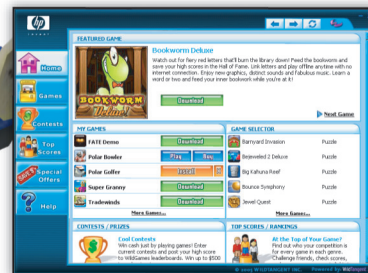 hp
invent
Home
Games
Contests
Top
Scores
Special
Offers
Help
FEATURED GAME
Bookworm Deluxe
Watch out for fiery red letters that'll burn the library down! Feed the bookworm and
save your high scores in the Hall of Fame. Link letters and play offline anytime with no
internet connection. Enjoy new graphics, distinct sounds and fabulous music. Learn a
word or two and feed your inner bookworm while you're at it!
BOOKWORM
Deluxe
Download
Next Game
MY GAMES
FATE Demo
Download
Polar Bowler
Play
Buy
Polar Golfer
Install
Super Granny
Download
Tradewinds
Download
More Games...
GAME SELECTOR
Barnyard Invasion
Puzzle
Bejeweled 2 Deluxe
Puzzle
Big Kahuna Reef
Puzzle
Bounce Symphony
Puzzle
Jewel Quest
Puzzle
More Games...
CONTESTS / PRIZES
Cool Contests
Win cash just by playing games! Enter
current contests and post your high score
to WildGames leaderboards. Win up to $500
TOP SCORES / RANKINGS
At the Top of Your Game?
Find out who your competition is
for every game in each genre.
Challenge friends, check scores,
© 2005 WILDTANGENT INC.
Powered by WildTangent